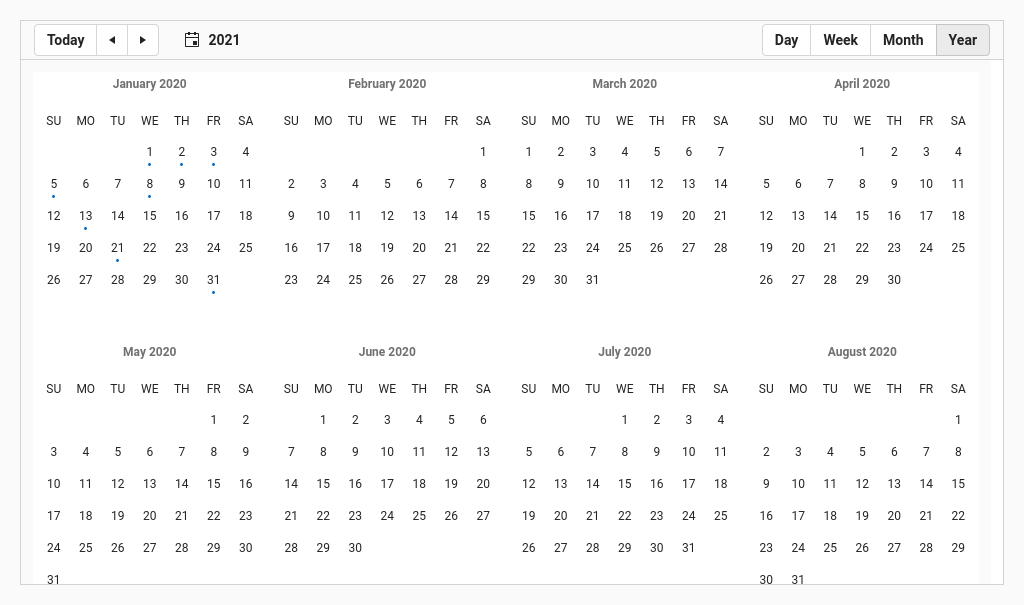 Today 2021 Day Week Month Year
January 2020 February 2020 March 2020 April 2020
SU MO TU WE TH FR SA SU MO TU WE TH FR SA SU MO TU WE TH FR SA SU MO TU WE TH FR SA
1 2 3 4 1 1 2 3 4 5 6 7 1 2 3 4
5 6 7 8 9 10 11 2 3 4 5 6 7 8 8 9 10 11 12 13 14 5 6 7 8 9 10 11
12 13 14 15 16 17 18 9 10 11 12 13 14 15 15 16 17 18 19 20 21 12 13 14 15 16 17 18
19 20 21 22 23 24 25 16 17 18 19 20 21 22 22 23 24 25 26 27 28 19 20 21 22 23 24 25
26 27 28 29 30 31 23 24 25 26 27 28 29 29 30 31 26 27 28 29 30
May 2020 June 2020 July 2020 August 2020
SU MO TU WE TH FR SA SU MO TU WE TH FR SA SU MO TU WE TH FR SA SU MO TU WE TH FR SA
1 2 1 2 3 4 5 6 1 2 3 4 1
3 4 5 6 7 8 9 7 8 9 10 11 12 13 5 6 7 8 9 10 11 2 3 4 5 6 7 8
10 11 12 13 14 15 16 14 15 16 17 18 19 20 12 13 14 15 16 17 18 9 10 11 12 13 14 15
17 18 19 20 21 22 23 21 22 23 24 25 26 27 19 20 21 22 23 24 25 16 17 18 19 20 21 22
24 25 26 27 28 29 30 28 29 30 26 27 28 29 30 31 23 24 25 26 27 28 29
31 30 31